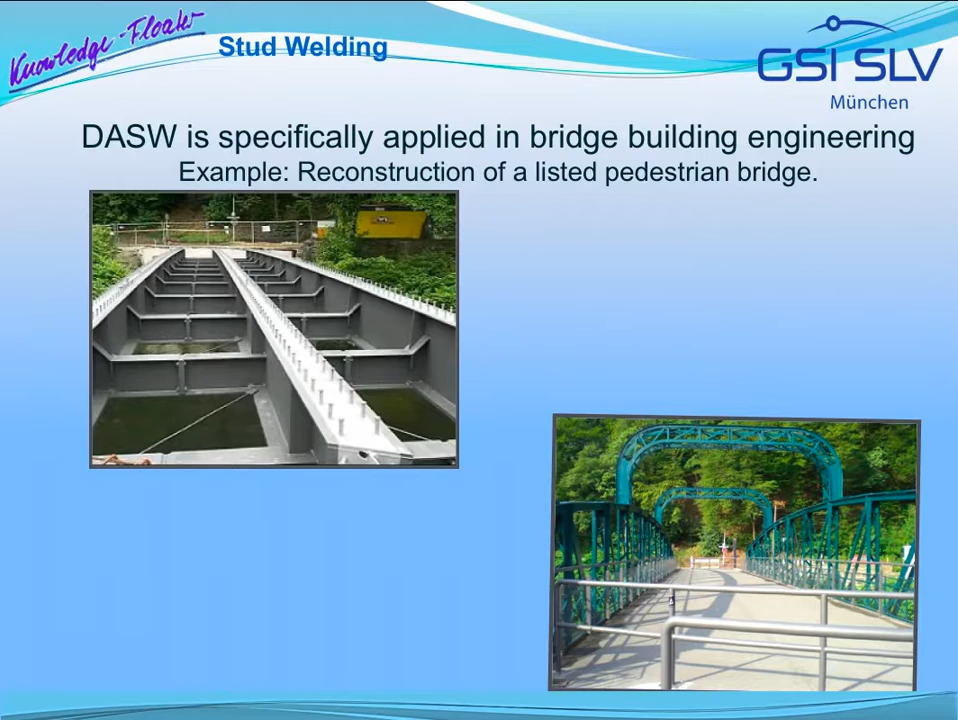 Knowledge-Floater
Stud Welding
GSI SLV
München
DASW is specifically applied in bridge building engineering
Example: Reconstruction of a listed pedestrian bridge.